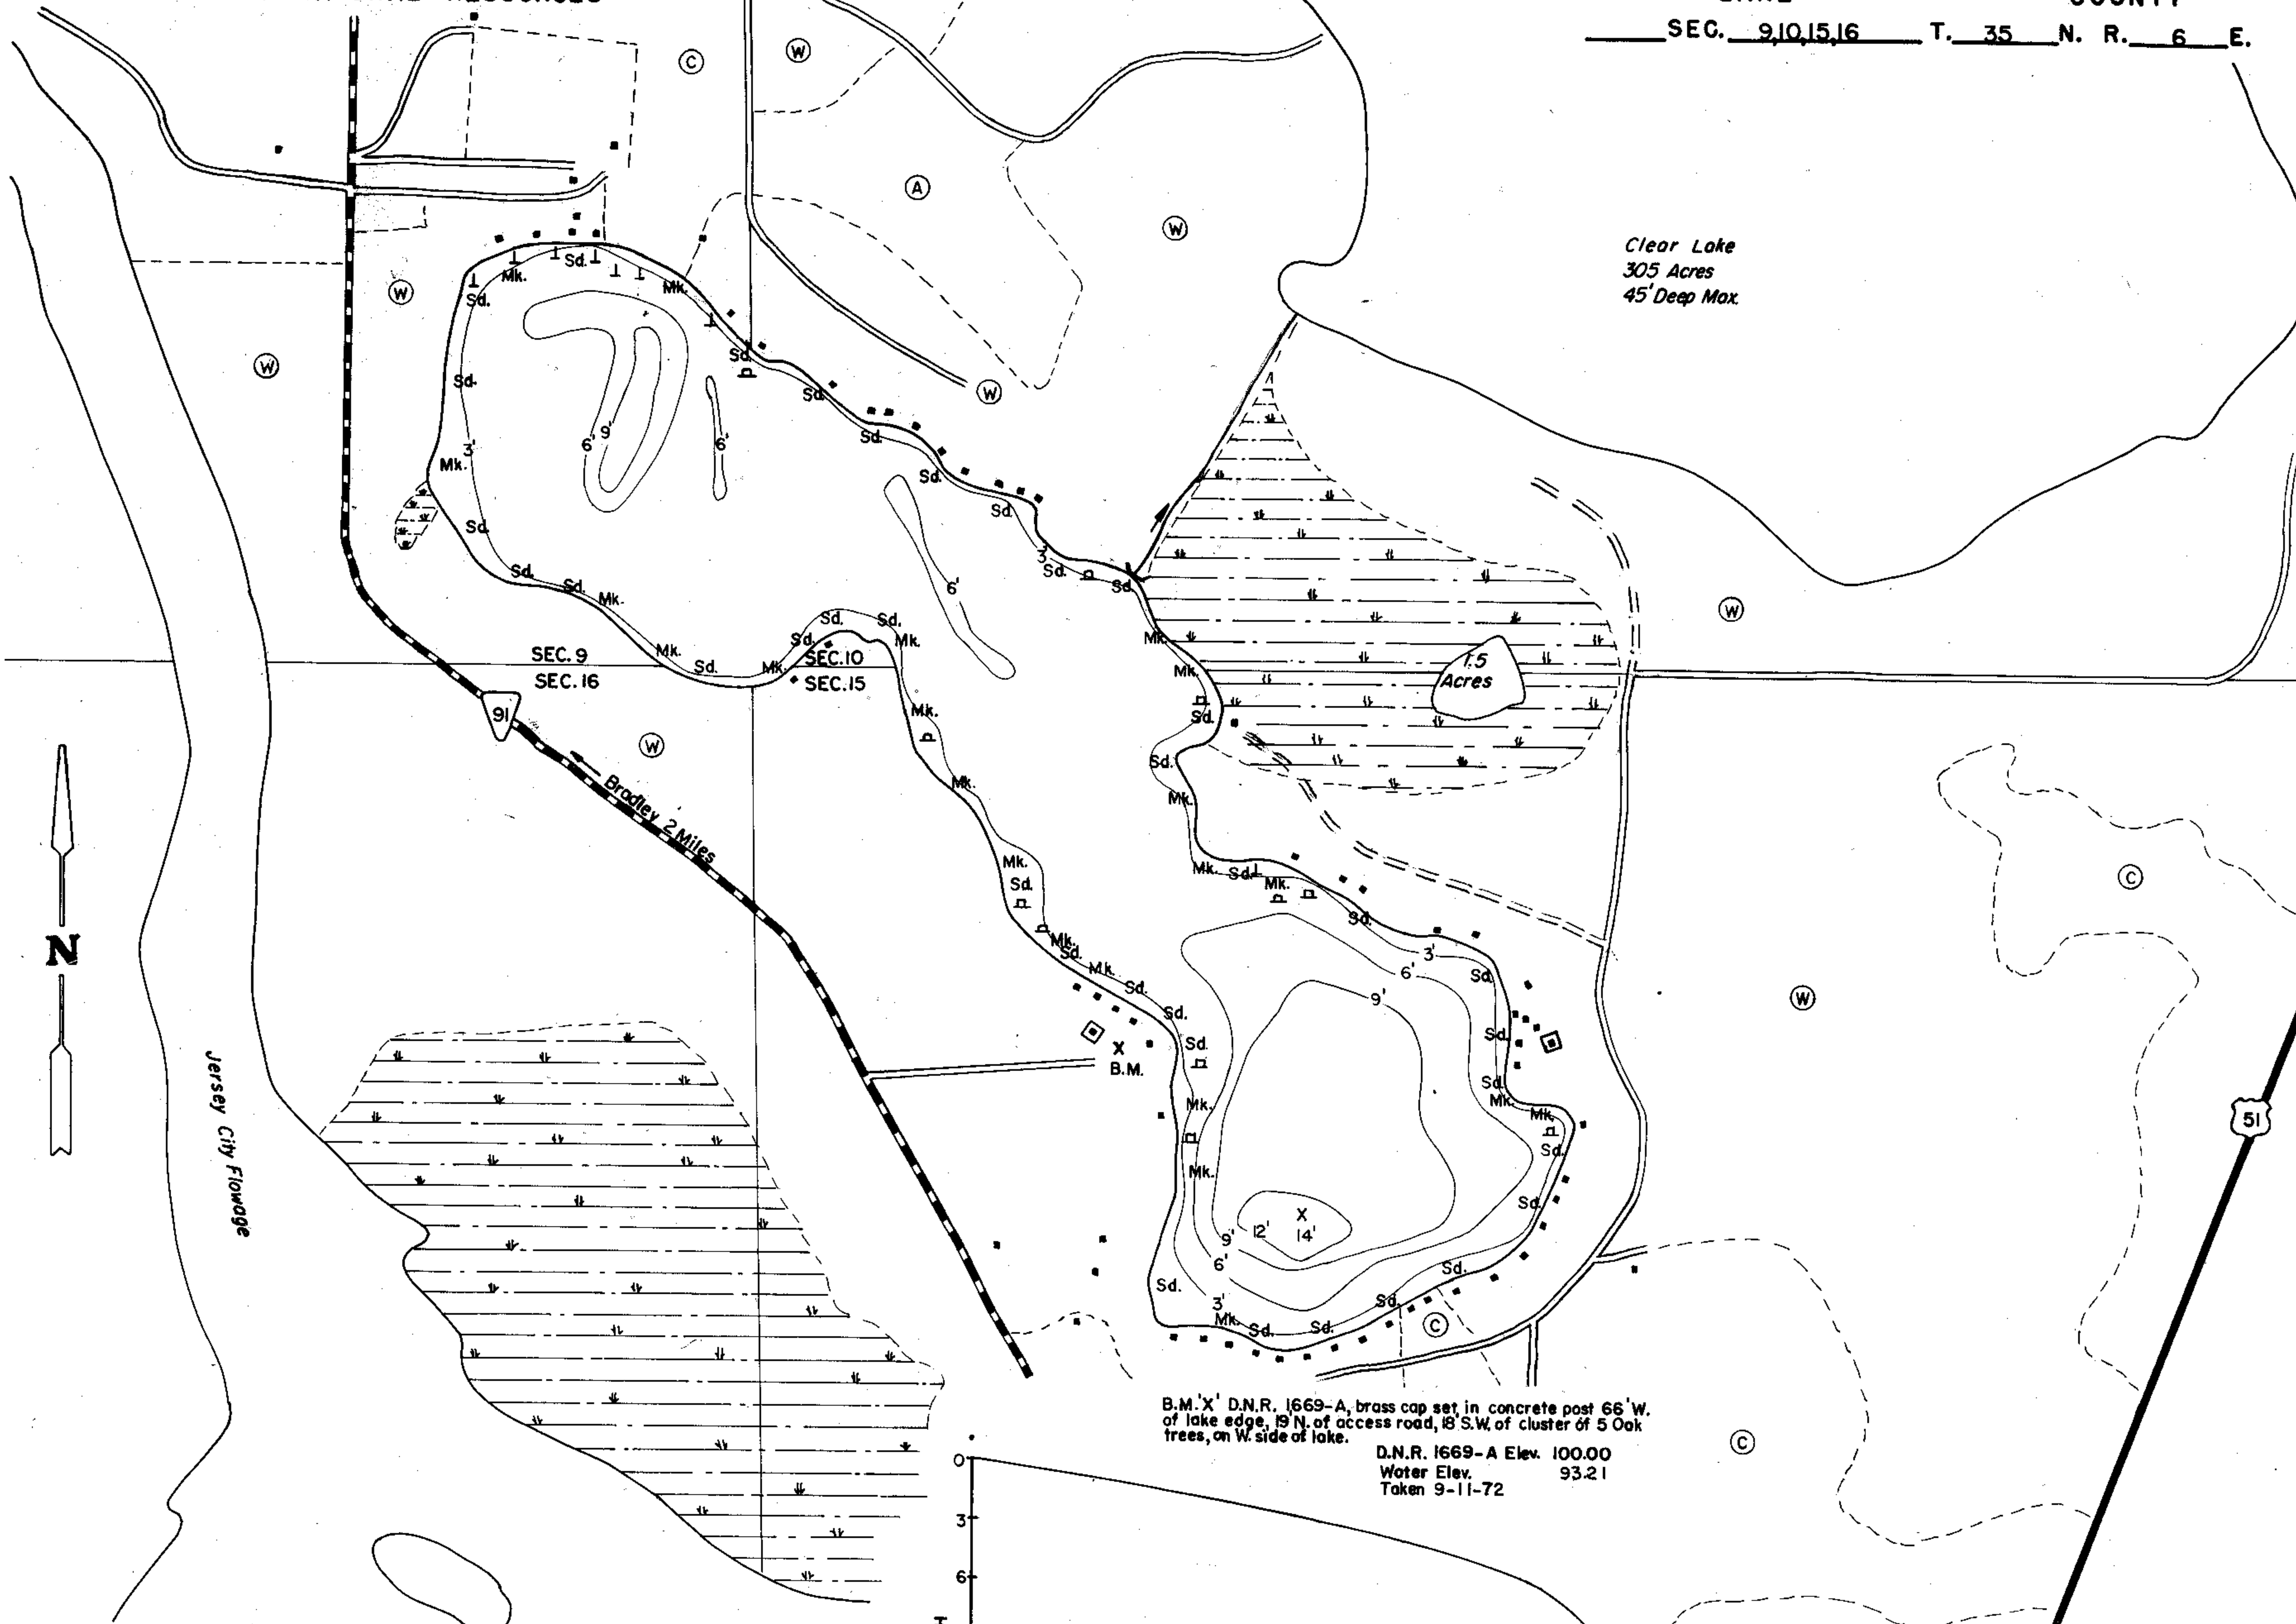 SEC. 9,10,15,16 T. 35 N. R. 6 E.
C
W
A
W
Clear Lake
305 Acres
45' Deep Max.
W
W
W
Sd.
Mk.
Sd.
Mk.
Sd.
Sd.
Sd.
Sd.
Sd.
Sd.
Sd.
3'
Mk.
6'
9'
6'
6'
3'
Sd.
Sd.
Sd.
Sd.
Sd.
Mk.
Mk.
Sd.
Mk.
Sd.
Sd.
Sd.
Mk.
Mk.
Mk.
Sd.
Sd.
Mk.
W
1.5
Acres
SEC. 9
SEC. 10
SEC. 16
SEC. 15
91
W
Bradley 2 Miles
Mk.
Mk.
Mk.
Sd.
Mk.
Sd.
Mk.
Sd.
Sd.
Sd.
Mk.
Mk.
Mk.
Sd.
Mk.
Sd.
3'
6'
9'
Sd.
Sd.
Sd.
Mk.
Mk.
Sd.
Sd.
Sd.
Sd.
C
W
N
X
B.M.
Jersey City Flowage
51
X
12'
14'
9'
6'
3'
Sd.
Mk.
Sd.
Sd.
C
C
B.M.'X' D.N.R. 1669-A, brass cap set in concrete post 66' W.
of lake edge, 19' N. of access road, 18' S.W. of cluster of 5 Oak
trees, on W. side of lake.
D.N.R. 1669-A Elev. 100.00
Water Elev. 93.21
Taken 9-11-72
0
3
6